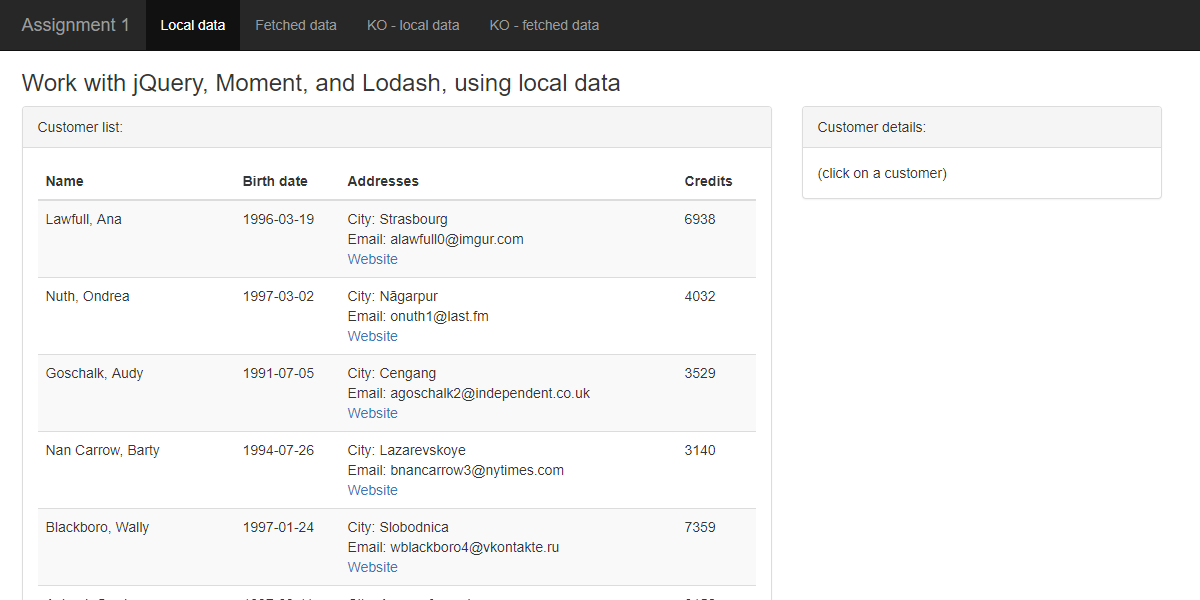 Assignment 1 Local data Fetched data KO - local data KO - fetched data
Work with jQuery, Moment, and Lodash, using local data
Customer list:
Name Birth date Addresses Credits
Lawfull, Ana 1996-03-19 City: Strasbourg 6938
Email: alawfull0@imgur.com
Website
Nuth, Ondrea 1997-03-02 City: Nāgarpur 4032
Email: onuth1@last.fm
Website
Goschalk, Audy 1991-07-05 City: Cengang 3529
Email: agoschalk2@independent.co.uk
Website
Nan Carrow, Barty 1994-07-26 City: Lazarevskoye 3140
Email: bnancarrow3@nytimes.com
Website
Blackboro, Wally 1997-01-24 City: Slobodnica 7359
Email: wblackboro4@vkontakte.ru
Website
Customer details:
(click on a customer)